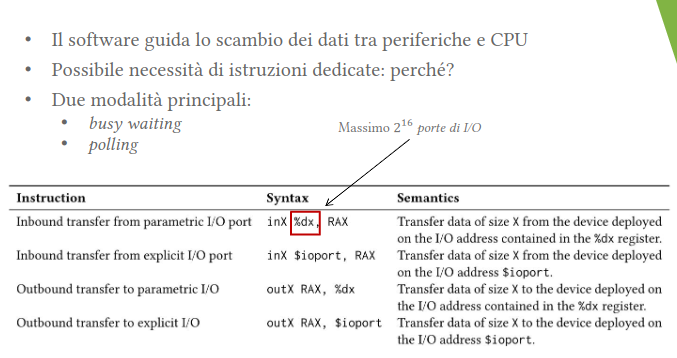 • Il software guida lo scambio dei dati tra periferiche e CPU
• Possibile necessità di istruzioni dedicate: perché?
• Due modalità principali:
• busy waiting
• polling
Massimo 2^16 porte di I/O
Instruction Syntax Semantics
Inbound transfer from parametric I/O port inX %dx, RAX Transfer data of size X from the device deployed
on the I/O address contained in the %dx register.
Inbound transfer from explicit I/O port inX $ioport, RAX Transfer data of size X from the device deployed
on the I/O address $ioport.
Outbound transfer to parametric I/O outX RAX, %dx Transfer data of size X to the device deployed on
the I/O address contained in the %dx register.
Outbound transfer to explicit I/O outX RAX, $ioport Transfer data of size X to the device deployed on
the I/O address $ioport.